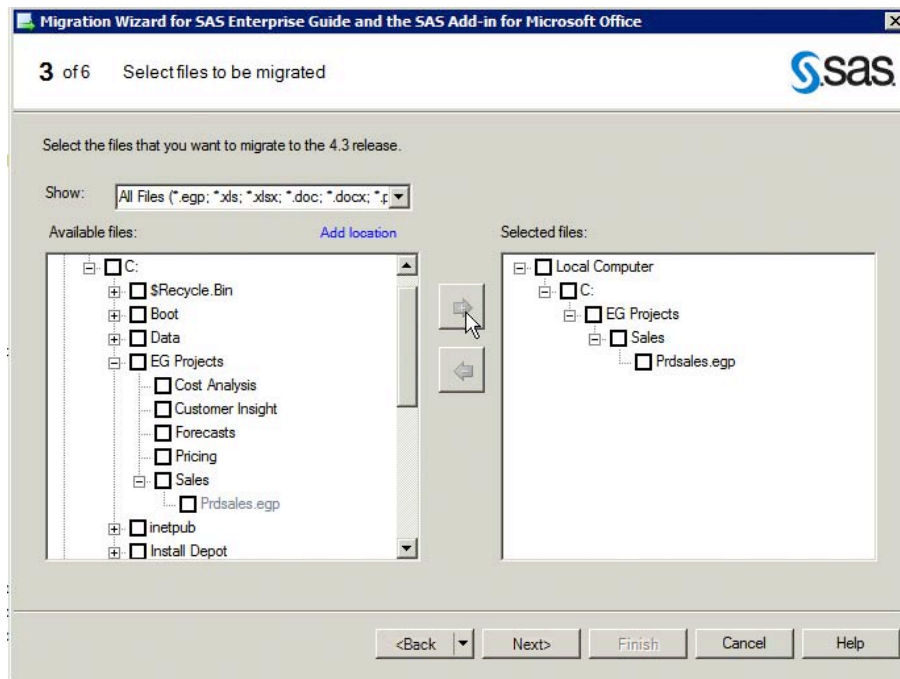 Migration Wizard for SAS Enterprise Guide and the SAS Add-in for Microsoft Office
3 of 6 Select files to be migrated
sas
Select the files that you want to migrate to the 4.3 release.
Show: All Files (*.egp; *.xls; *.xlsx; *.doc; *.docx; *.p
Available files: Add location
C:
$Recycle.Bin
Boot
Data
EG Projects
Cost Analysis
Customer Insight
Forecasts
Pricing
Sales
Prdsales.egp
inetpub
Install Depot
Selected files:
Local Computer
C:
EG Projects
Sales
Prdsales.egp
<Back Next> Finish Cancel Help